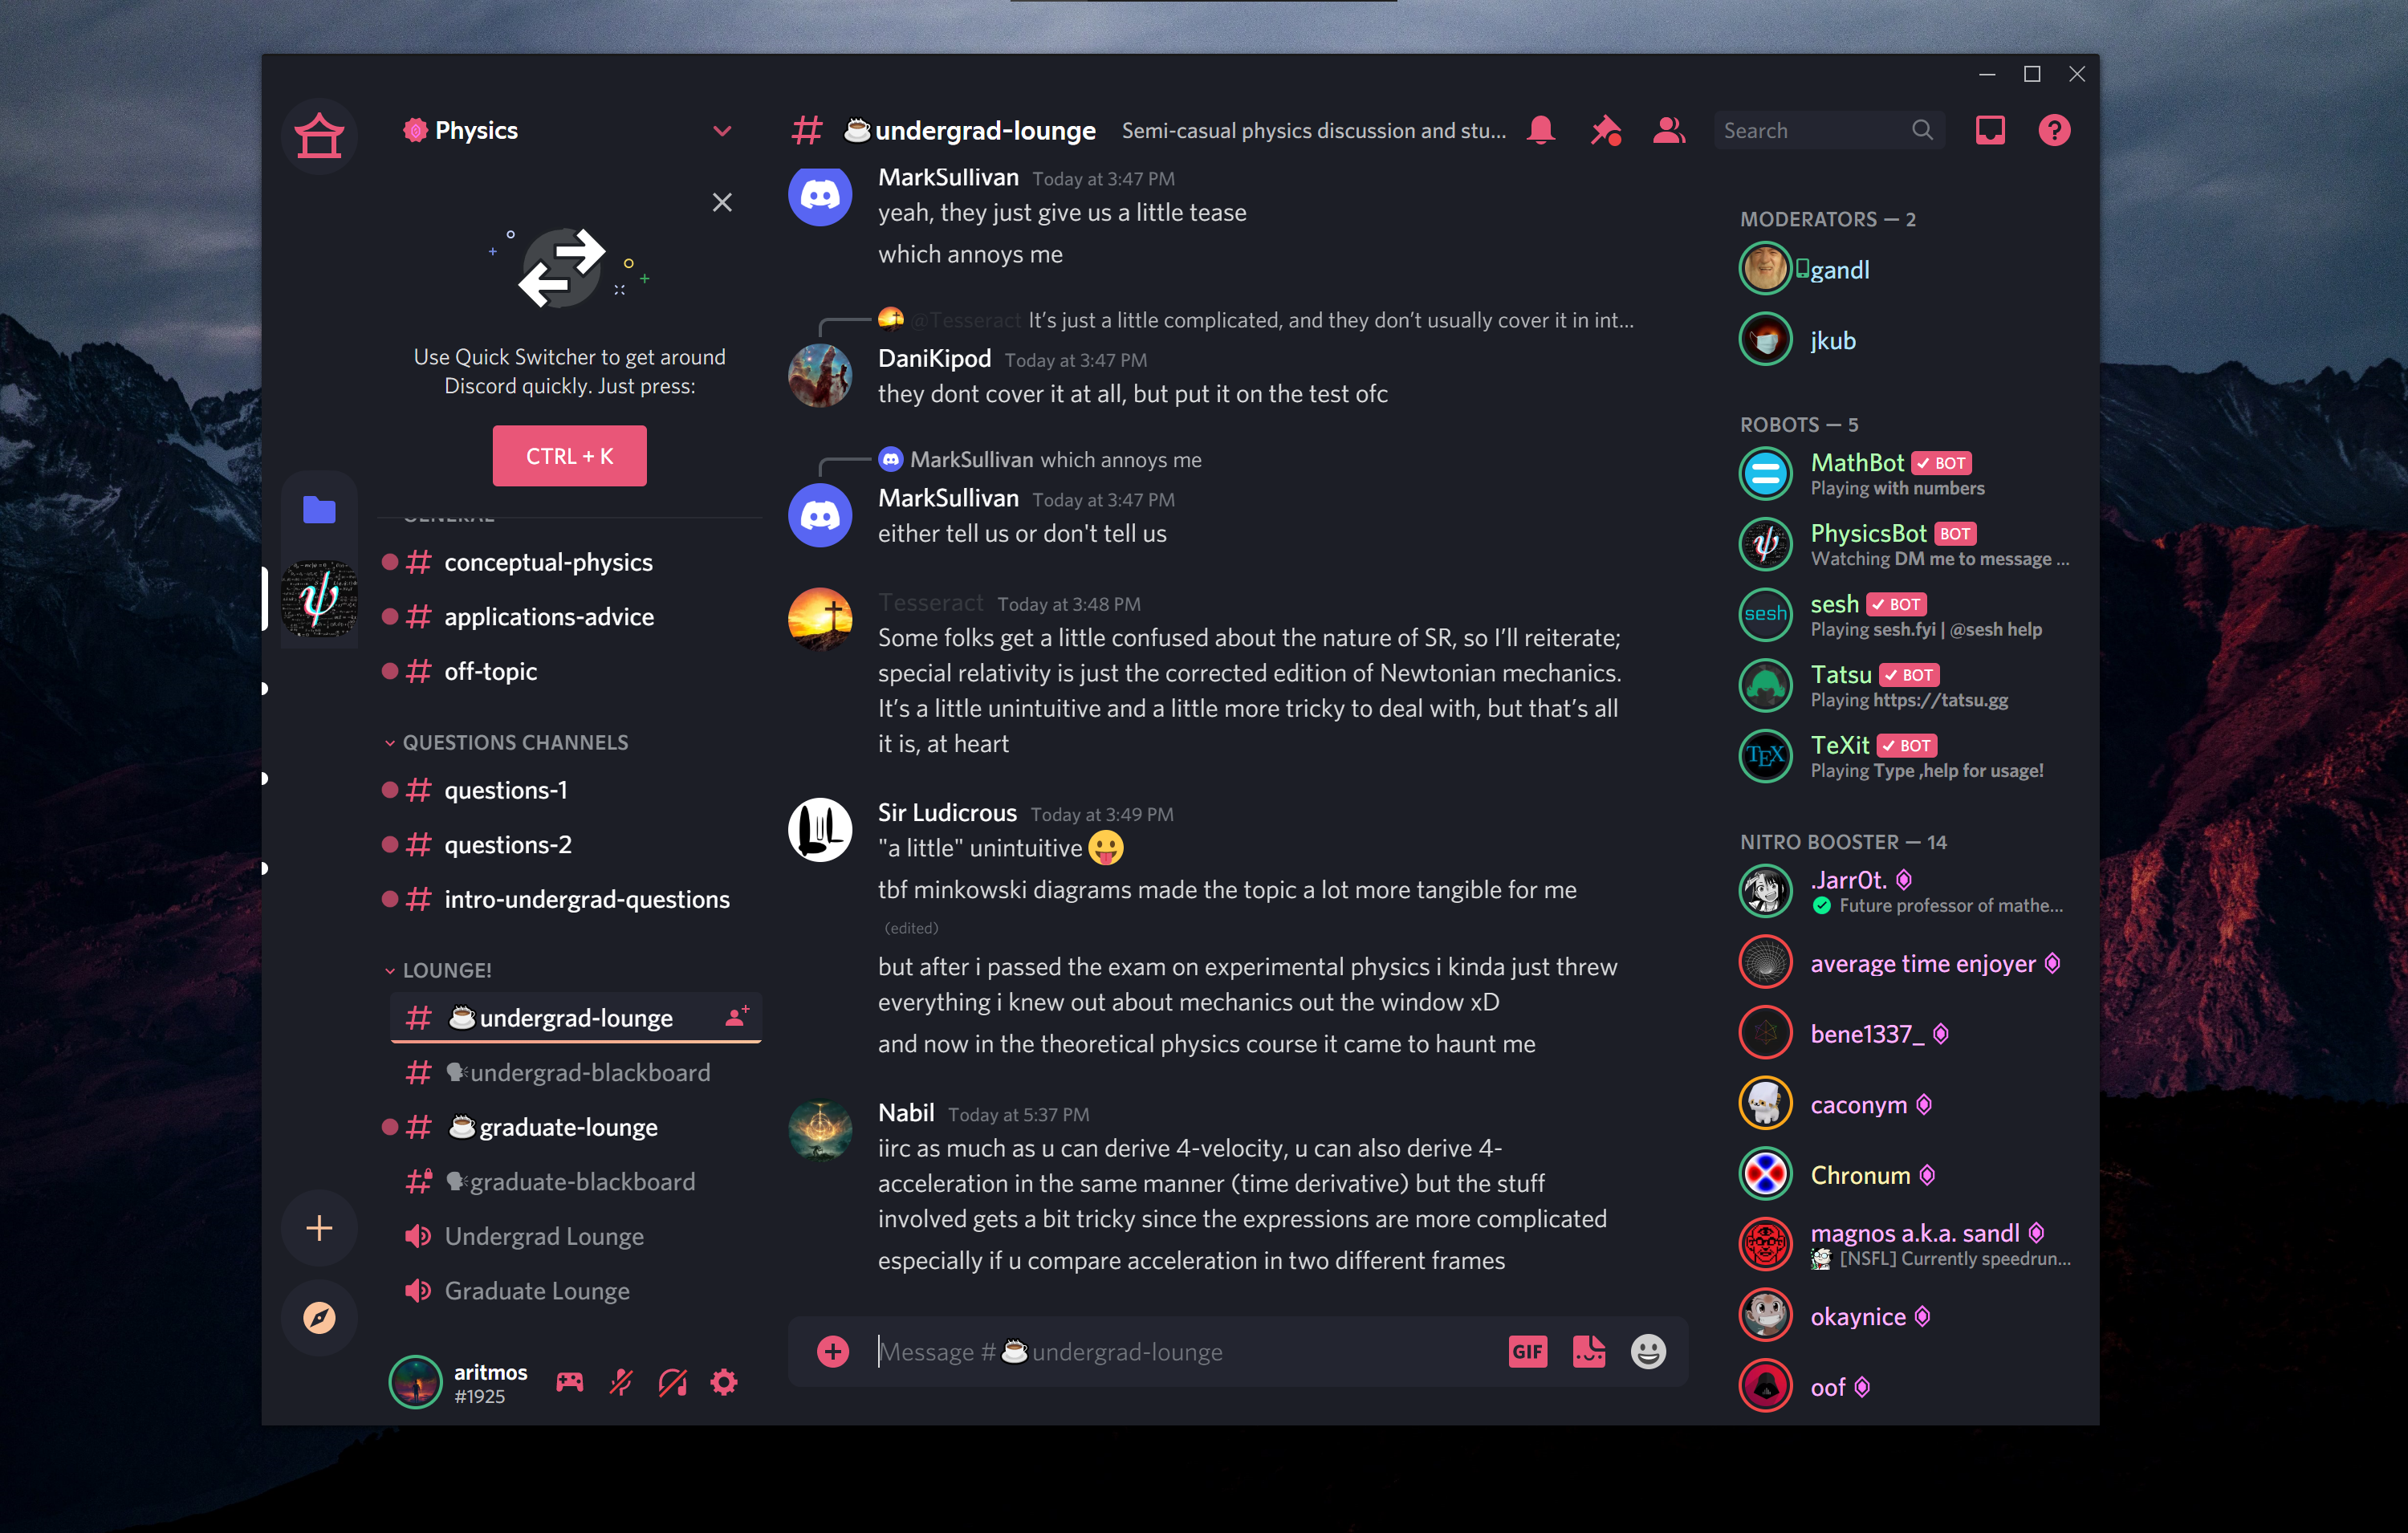 Physics
Use Quick Switcher to get around
Discord quickly. Just press:
CTRL + K
GENERAL
# conceptual-physics
# applications-advice
# off-topic
QUESTIONS CHANNELS
# questions-1
# questions-2
# intro-undergrad-questions
LOUNGE!
# ☕undergrad-lounge
# 🗣undergrad-blackboard
# ☕graduate-lounge
# 🗣graduate-blackboard
Undergrad Lounge
Graduate Lounge
aritmos
#1925
# ☕undergrad-lounge Semi-casual physics discussion and stu...
Search
MarkSullivan Today at 3:47 PM
yeah, they just give us a little tease
which annoys me
@Tesseract It’s just a little complicated, and they don’t usually cover it in int...
DaniKipod Today at 3:47 PM
they dont cover it at all, but put it on the test ofc
MarkSullivan which annoys me
MarkSullivan Today at 3:47 PM
either tell us or don't tell us
Tesseract Today at 3:48 PM
Some folks get a little confused about the nature of SR, so I’ll reiterate;
special relativity is just the corrected edition of Newtonian mechanics.
It’s a little unintuitive and a little more tricky to deal with, but that’s all
it is, at heart
Sir Ludicrous Today at 3:49 PM
"a little" unintuitive 😛
tbf minkowski diagrams made the topic a lot more tangible for me
(edited)
but after i passed the exam on experimental physics i kinda just threw
everything i knew out about mechanics out the window xD
and now in the theoretical physics course it came to haunt me
Nabil Today at 5:37 PM
iirc as much as u can derive 4-velocity, u can also derive 4-
acceleration in the same manner (time derivative) but the stuff
involved gets a bit tricky since the expressions are more complicated
especially if u compare acceleration in two different frames
Message #☕undergrad-lounge
GIF
MODERATORS — 2
gandl
jkub
ROBOTS — 5
MathBot ✓ BOT
Playing with numbers
ψ
PhysicsBot BOT
Watching DM me to message ...
sesh
sesh ✓ BOT
Playing sesh.fyi | @sesh help
Tatsu ✓ BOT
Playing https://tatsu.gg
TEX
TeXit ✓ BOT
Playing Type ,help for usage!
NITRO BOOSTER — 14
.Jarr0t.
Future professor of mathe...
average time enjoyer
bene1337_
caconym
Chronum
magnos a.k.a. sandl
[NSFL] Currently speedrun...
okaynice
oof